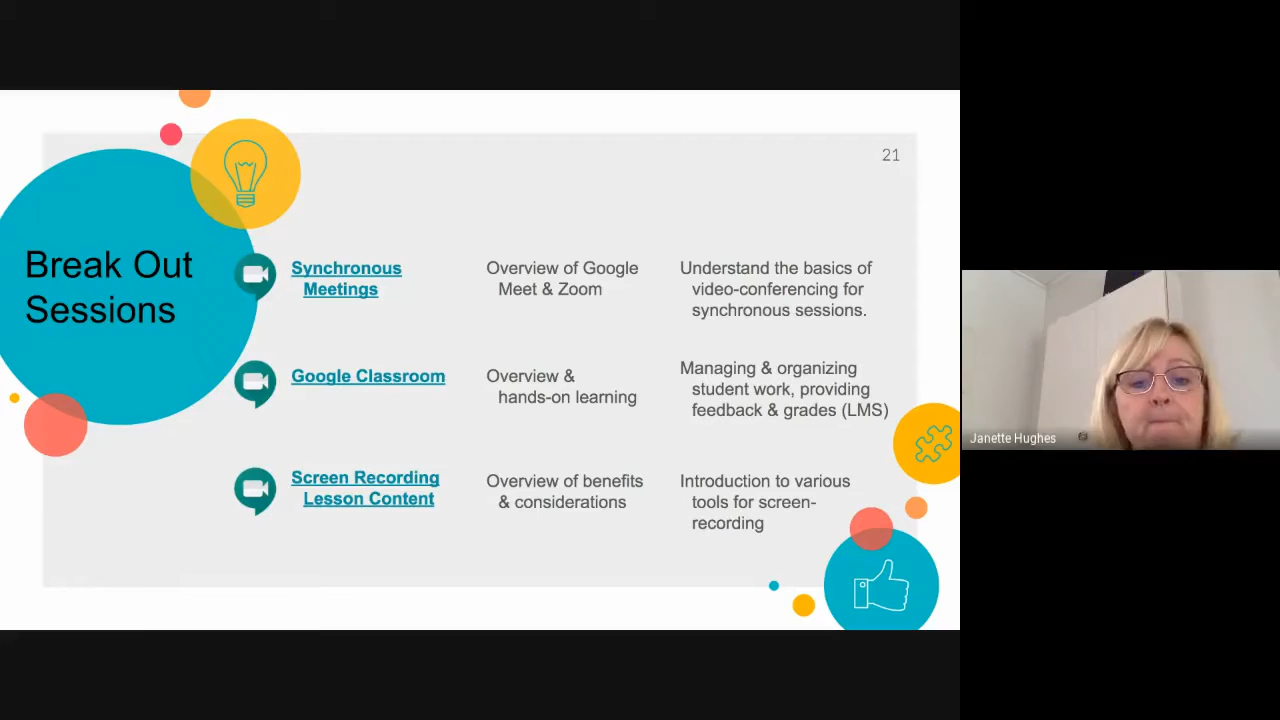 21
Break Out
Sessions
Synchronous
Meetings
Overview of Google
Meet & Zoom
Understand the basics of
video-conferencing for
synchronous sessions.
Google Classroom
Overview &
hands-on learning
Managing & organizing
student work, providing
feedback & grades (LMS)
Screen Recording
Lesson Content
Overview of benefits
& considerations
Introduction to various
tools for screen-
recording
Janette Hughes